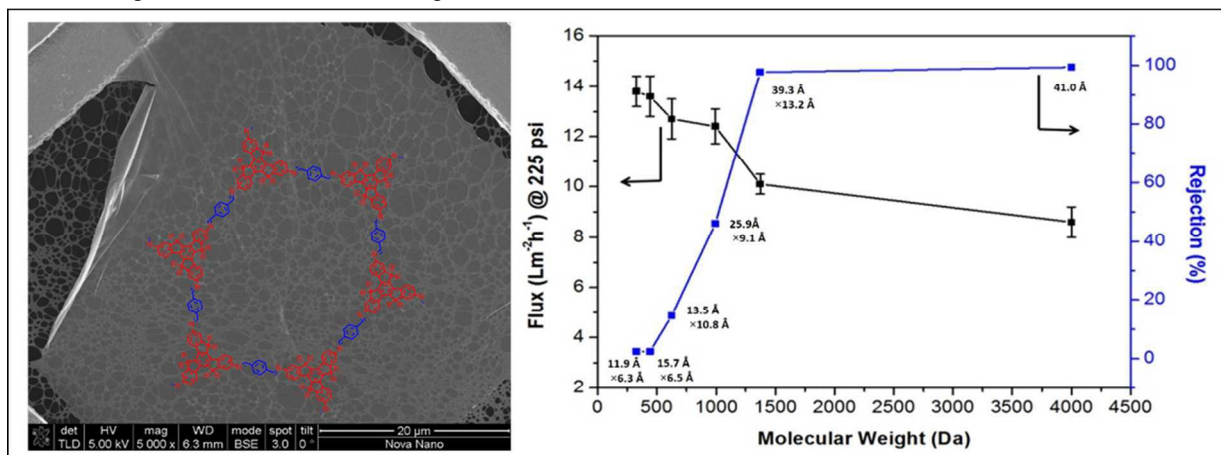 det HV mag WD mode spot tilt
TLD 5.00 kV 5 000 x 6.3 mm BSE 3.0 0 °
20 µm
Nova Nano
Flux (Lm⁻²h⁻¹) @ 225 psi
16
14
12
10
8
6
4
2
11.9 Å
×6.3 Å
15.7 Å
×6.5 Å
13.5 Å
×10.8 Å
25.9Å
×9.1 Å
39.3 Å
×13.2 Å
41.0 Å
100
80
60
40
20
0
Rejection (%)
0 500 1000 1500 2000 2500 3000 3500 4000 4500
Molecular Weight (Da)